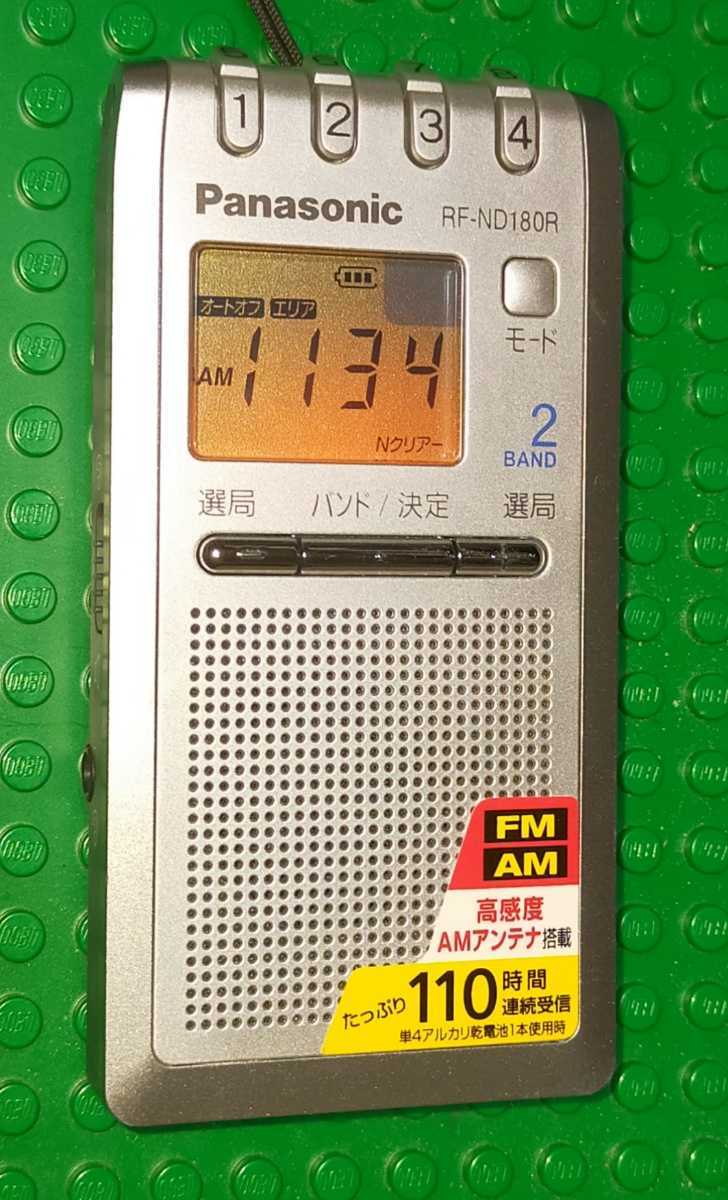 1 2 3 4
Panasonic RF-ND180R
オートオフ エリア
AM 1134
Nクリアー
モード
2
BAND
選局 バンド / 決定 選局
FM
AM
高感度
AMアンテナ搭載
たっぷり 110 時間
連続受信
単4アルカリ乾電池1本使用時